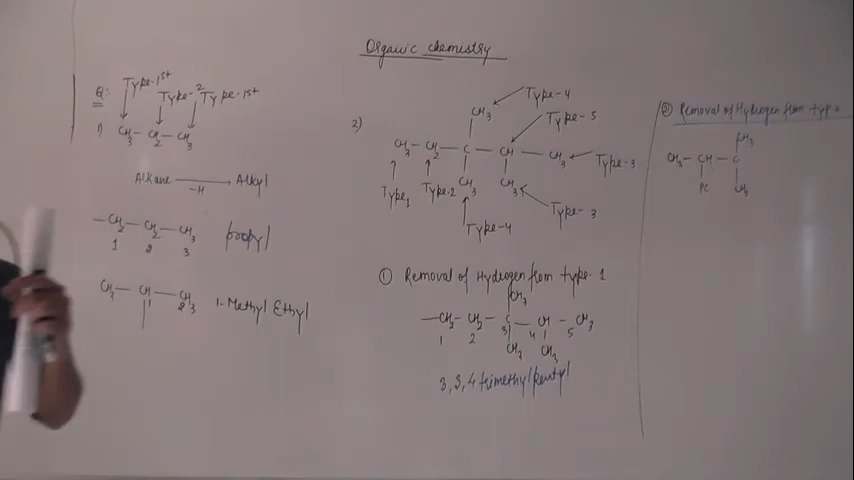 Organic chemistry
Q: Type-1st
Type-2 Type-1st
1) CH3 - CH2 - CH3
Alkane -H Alkyl
- CH2 - CH2 - CH3
1 2 3
propyl
CH3 - CH - CH3
1 2
1-Methyl Ethyl
2)
Type-4
CH3
Type-5
CH3 - CH2 - C - CH - CH3
Type-3
Type1 Type-2 CH3 CH3
Type-3
Type-4
① Removal of Hydrogen from type-1
CH3
- CH2 - CH2 - C - CH - CH3
1 2 3 4 5
CH3 CH3
3,3,4 trimethyl pentyl
② Removal of Hydrogen from type
CH3
CH3 - CH - C
CH3